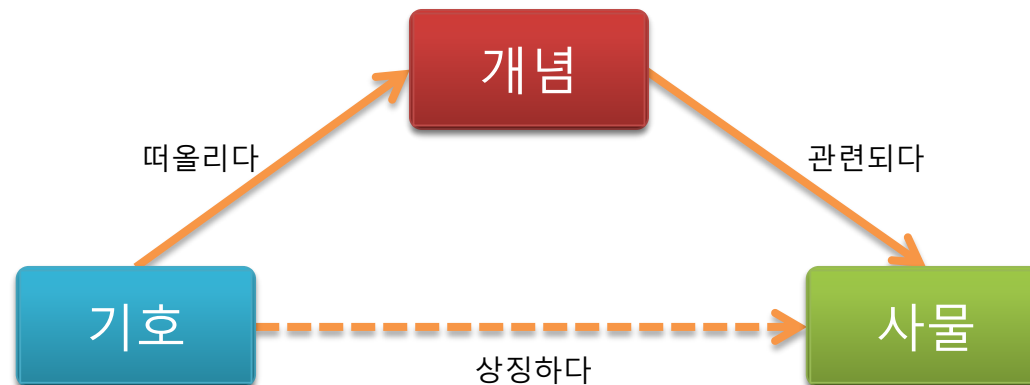 개념
떠올리다
관련되다
기호
사물
상징하다